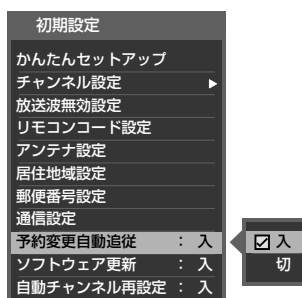 初期設定
かんたんセットアップ
チャンネル設定
放送波無効設定
リモコンコード設定
アンテナ設定
居住地域設定
郵便番号設定
通信設定
予約変更自動追従 : 入
ソフトウェア更新 : 入
自動チャンネル再設定 : 入
入
切